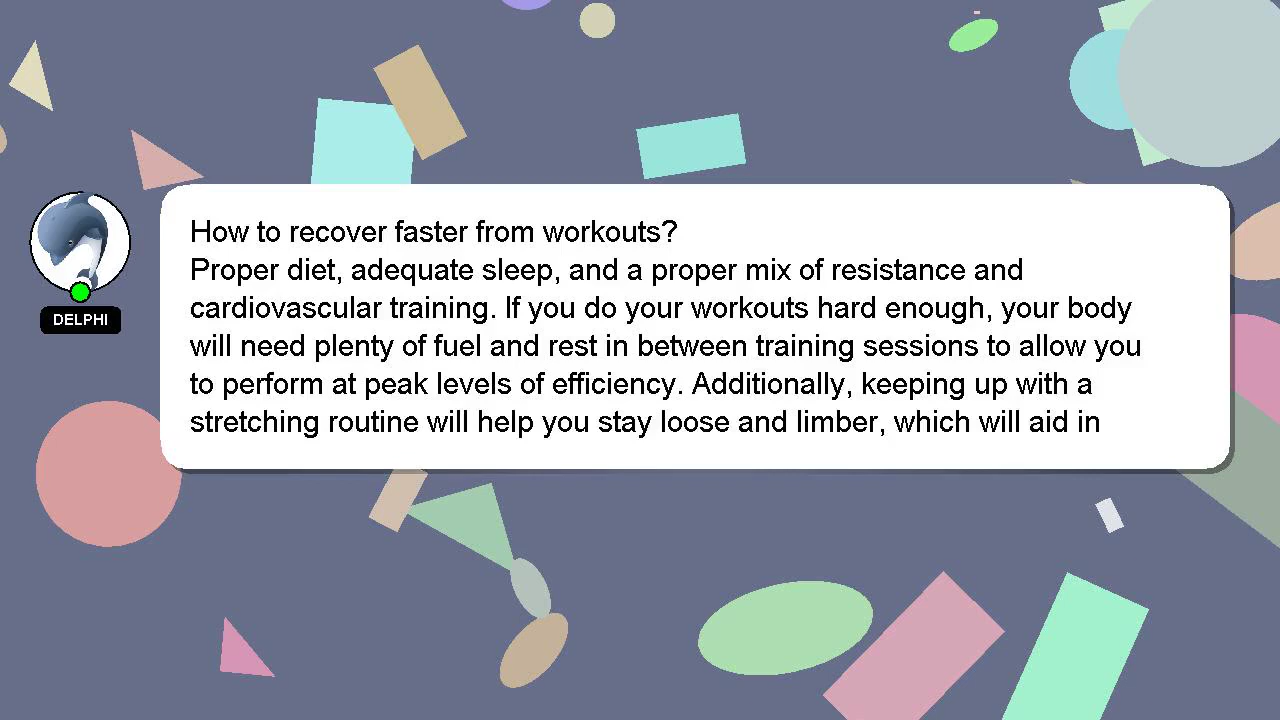 How to recover faster from workouts?
Proper diet, adequate sleep, and a proper mix of resistance and
cardiovascular training. If you do your workouts hard enough, your body
will need plenty of fuel and rest in between training sessions to allow you
to perform at peak levels of efficiency. Additionally, keeping up with a
stretching routine will help you stay loose and limber, which will aid in
DELPHI